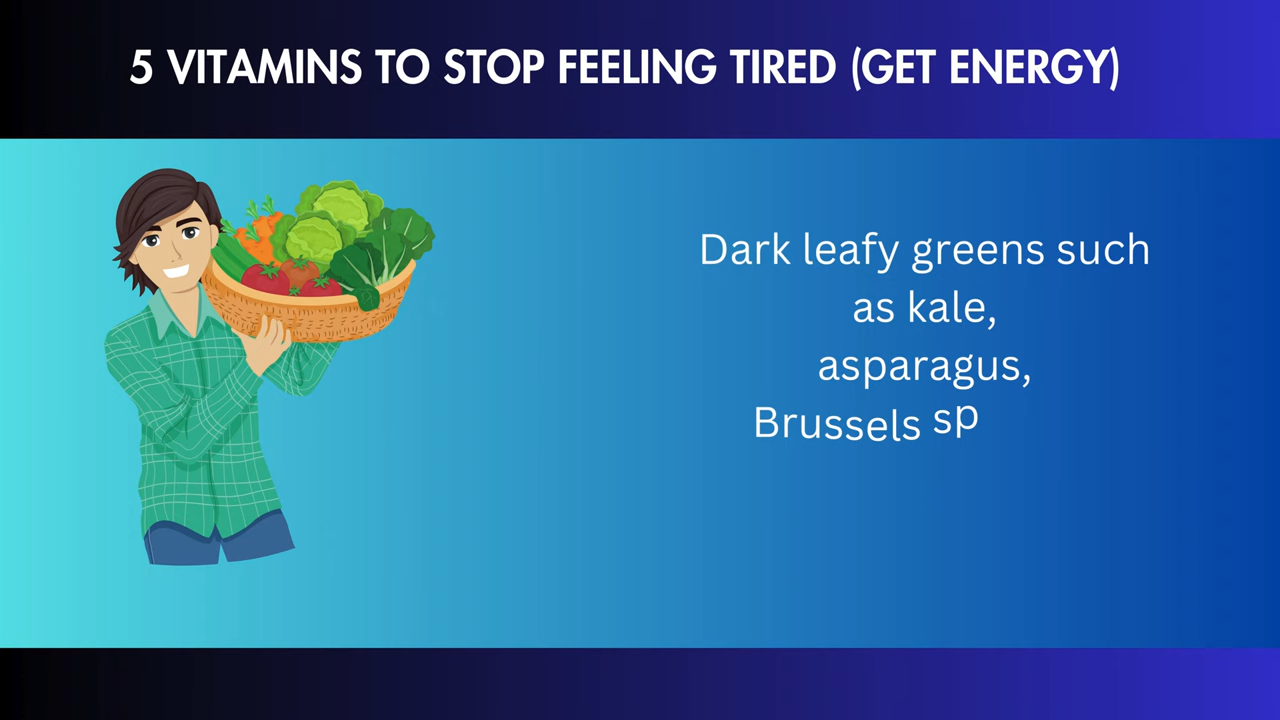 5 VITAMINS TO STOP FEELING TIRED (GET ENERGY)
Dark leafy greens such
as kale,
asparagus,
Brussels sp